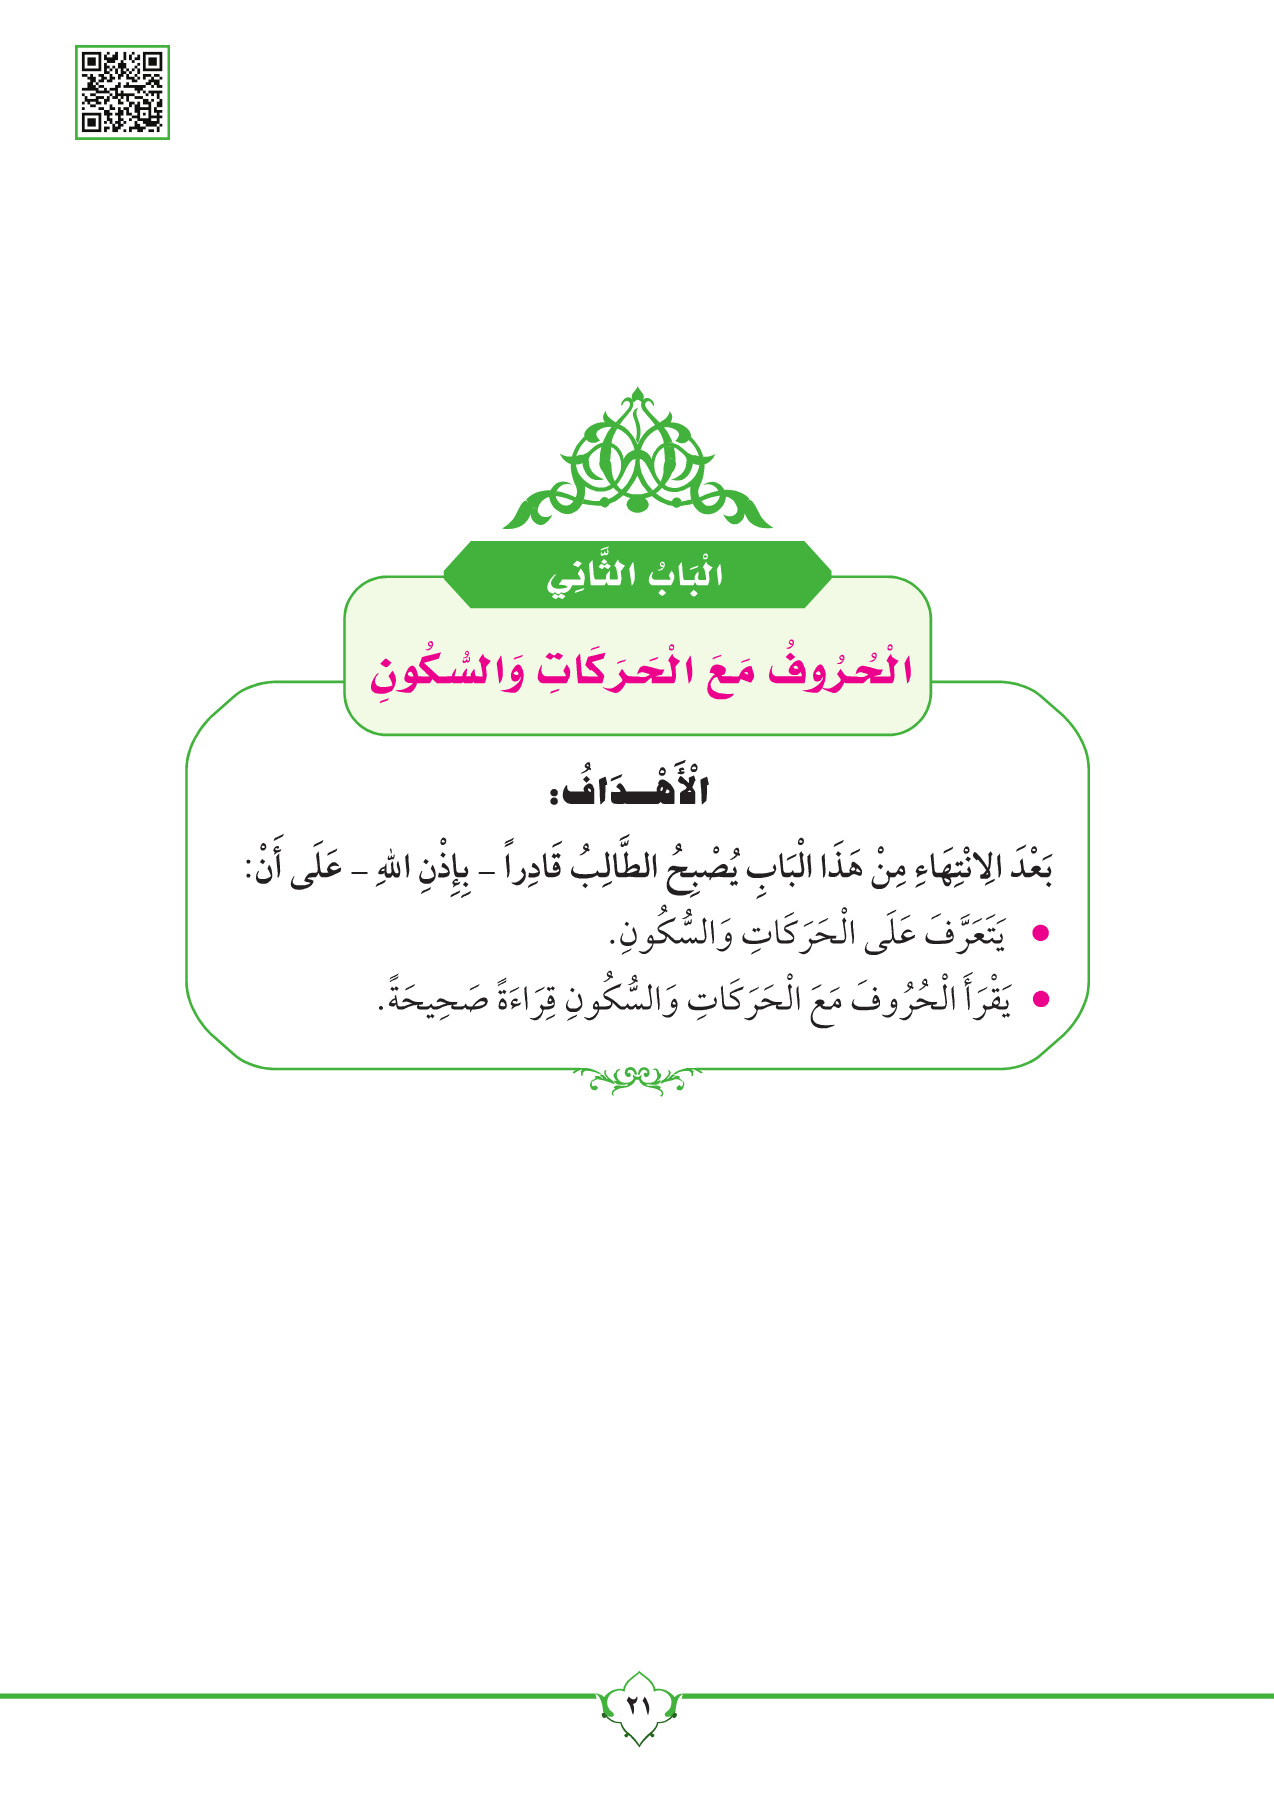 الْبَابُ الثَّانِي
الْحُرُوفُ مَعَ الْحَرَكَاتِ وَالسُّكُونِ
الْأَهْـــدَافُ:
بَعْدَ الِانْتِهَاءِ مِنْ هَذَا الْبَابِ يُصْبِحُ الطَّالِبُ قَادِراً – بِإِذْنِ اللهِ – عَلَى أَنْ:
● يَتَعَرَّفَ عَلَى الْحَرَكَاتِ وَالسُّكُونِ.
● يَقْرَأَ الْحُرُوفَ مَعَ الْحَرَكَاتِ وَالسُّكُونِ قِرَاءَةً صَحِيحَةً.
٢١